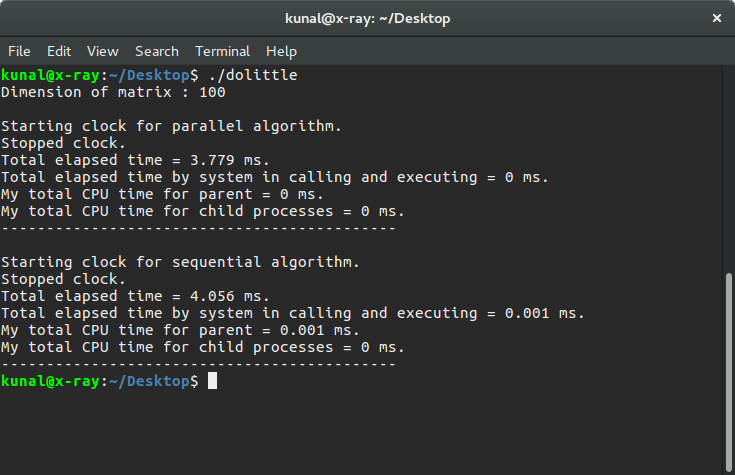 kunal@x-ray: ~/Desktop
×
File Edit View Search Terminal Help
kunal@x-ray:~/Desktop$ ./dolittle
Dimension of matrix : 100
Starting clock for parallel algorithm.
Stopped clock.
Total elapsed time = 3.779 ms.
Total elapsed time by system in calling and executing = 0 ms.
My total CPU time for parent = 0 ms.
My total CPU time for child processes = 0 ms.
--------------------------------------------
Starting clock for sequential algorithm.
Stopped clock.
Total elapsed time = 4.056 ms.
Total elapsed time by system in calling and executing = 0.001 ms.
My total CPU time for parent = 0.001 ms.
My total CPU time for child processes = 0 ms.
--------------------------------------------
kunal@x-ray:~/Desktop$